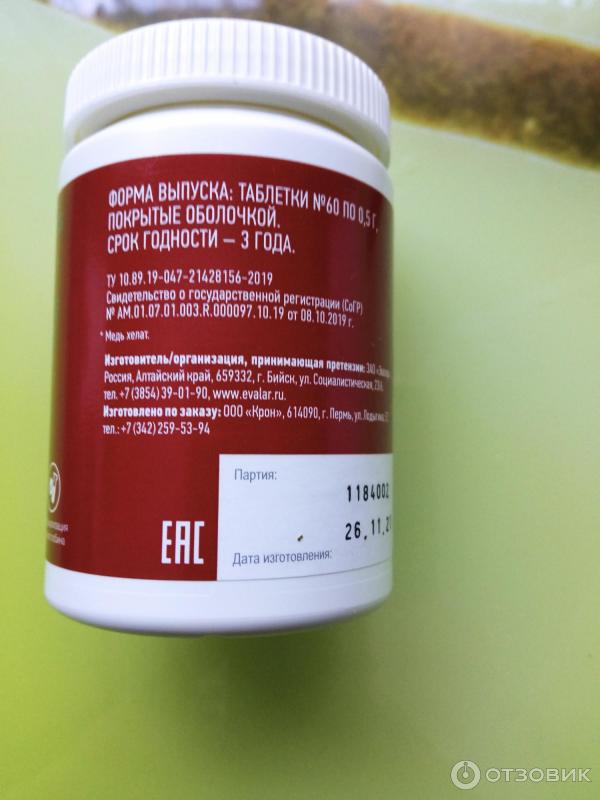 ФОРМА ВЫПУСКА: ТАБЛЕТКИ №60 ПО 0,5 Г,
ПОКРЫТЫЕ ОБОЛОЧКОЙ.
СРОК ГОДНОСТИ – 3 ГОДА.
ТУ 10.89.19-047-21428156-2019
Свидетельство о государственной регистрации (СоГР)
№ AM.01.07.01.003.R.000097.10.19 от 08.10.2019 г.
* Медь хелат.
Изготовитель/организация, принимающая претензии: ЗАО
Россия, Алтайский край, 659332, г. Бийск, ул. Социалистическая,
тел. +7 (3854) 39-01-90, www.evalar.ru.
Изготовлено по заказу: ООО «Крон», 614090, г. Пермь, ул.
тел.: +7 (342) 259-53-94
EAC
Партия:
1184002
26.11.2
Дата изготовления:
ОТЗОВИК